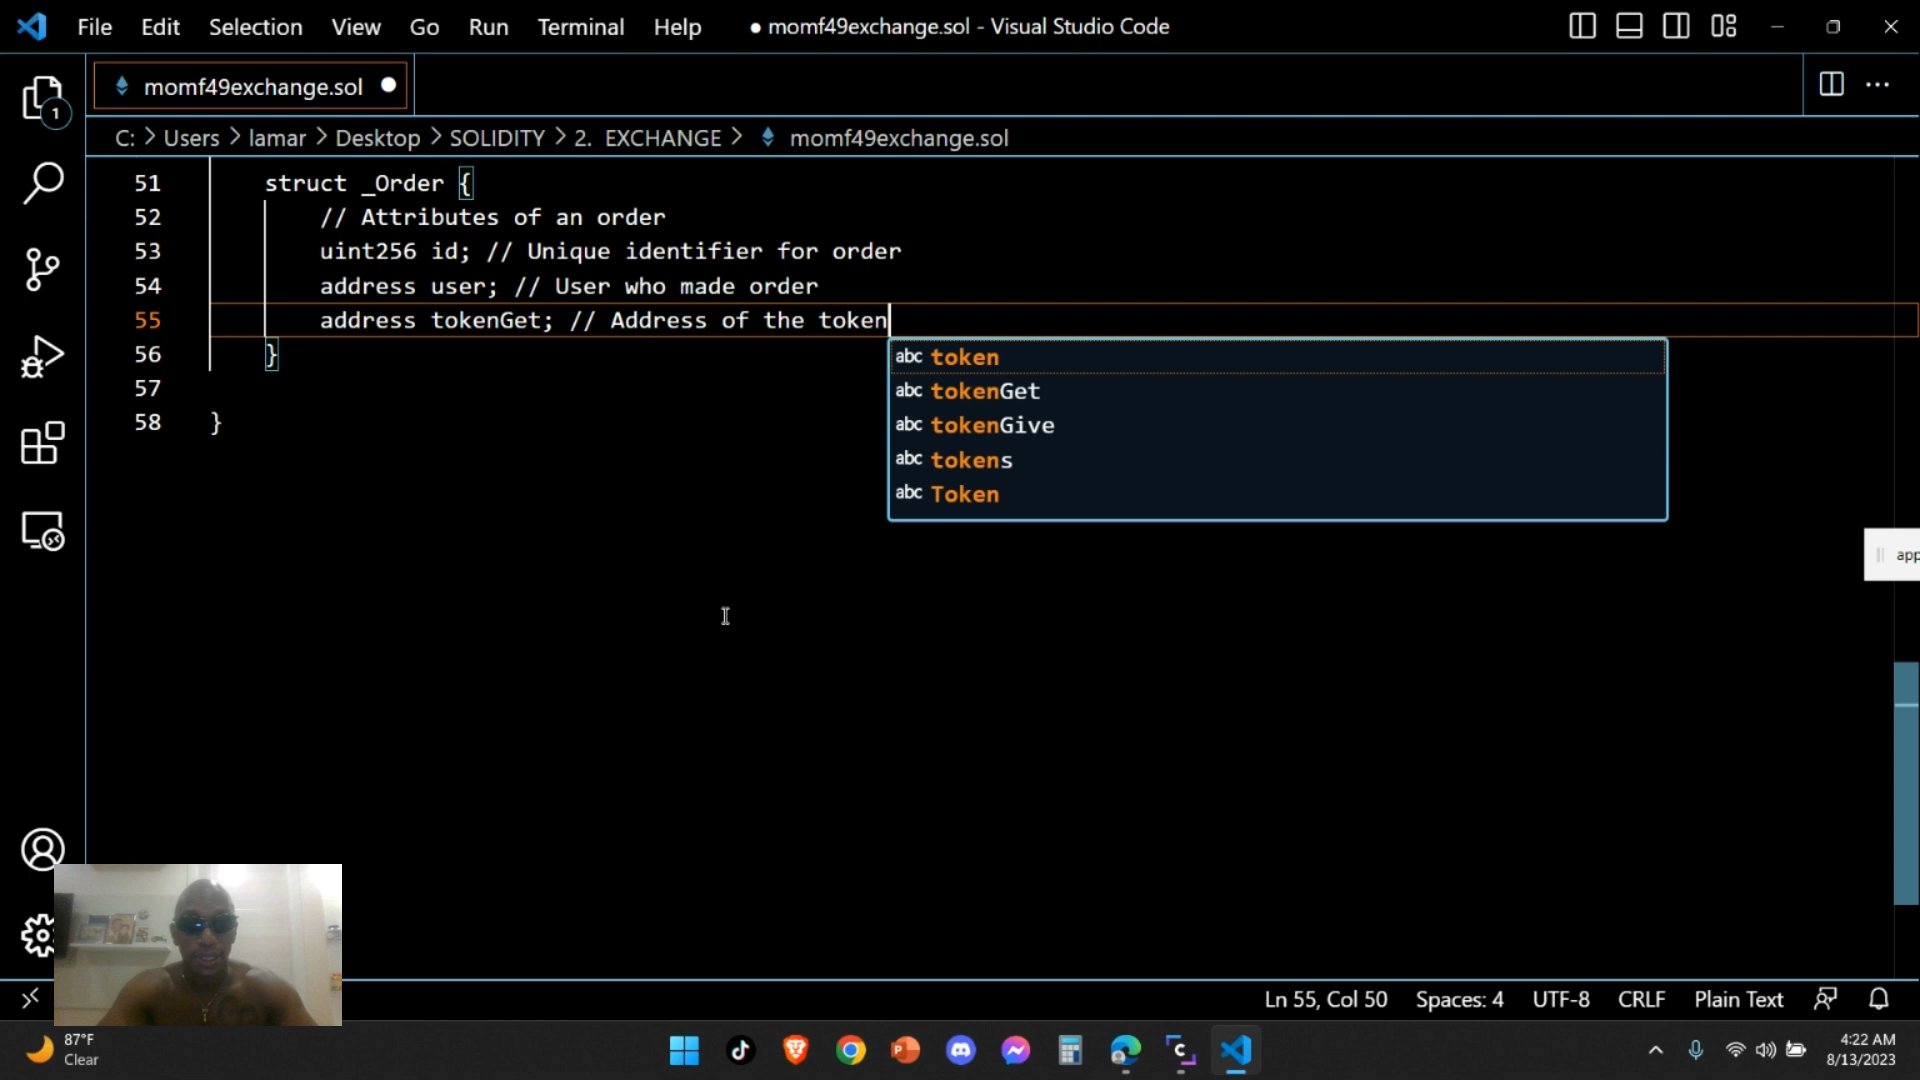 File Edit Selection View Go Run Terminal Help ● momf49exchange.sol - Visual Studio Code
momf49exchange.sol
1
C: > Users > lamar > Desktop > SOLIDITY > 2. EXCHANGE > momf49exchange.sol
51 struct _Order {
52 // Attributes of an order
53 uint256 id; // Unique identifier for order
54 address user; // User who made order
55 address tokenGet; // Address of the token
56 }
57
58 }
abc token
abc tokenGet
abc tokenGive
abc tokens
abc Token
app
Ln 55, Col 50 Spaces: 4 UTF-8 CRLF Plain Text
87°F
Clear
4:22 AM
8/13/2023